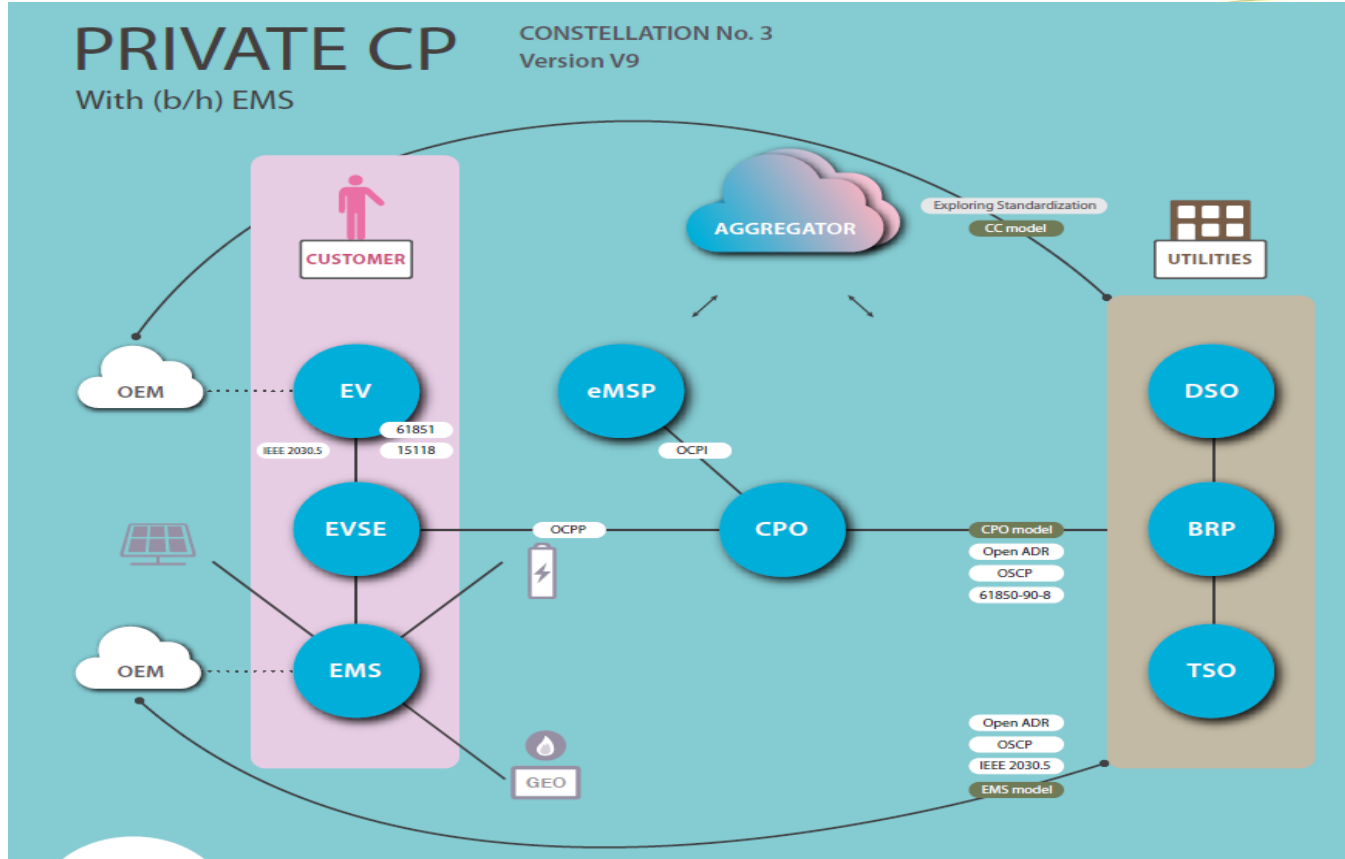 PRIVATE CP
With (b/h) EMS
CONSTELLATION No. 3
Version V9
CUSTOMER
AGGREGATOR
Exploring Standardization
CC model
UTILITIES
OEM
EV
eMSP
DSO
61851
IEEE 2030.5
15118
OCPI
EVSE
OCPP
CPO
CPO model
BRP
Open ADR
OSCP
61850-90-8
OEM
EMS
TSO
Open ADR
OSCP
IEEE 2030.5
EMS model
GEO